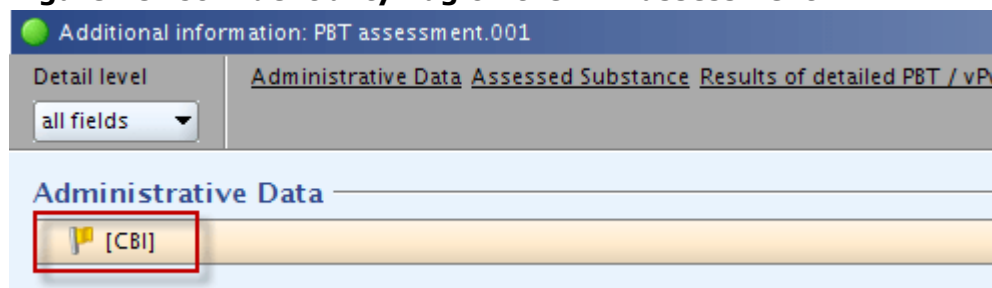 Additional information: PBT assessment.001
Detail level
Administrative Data Assessed Substance Results of detailed PBT / vP
all fields
Administrative Data
[CBI]